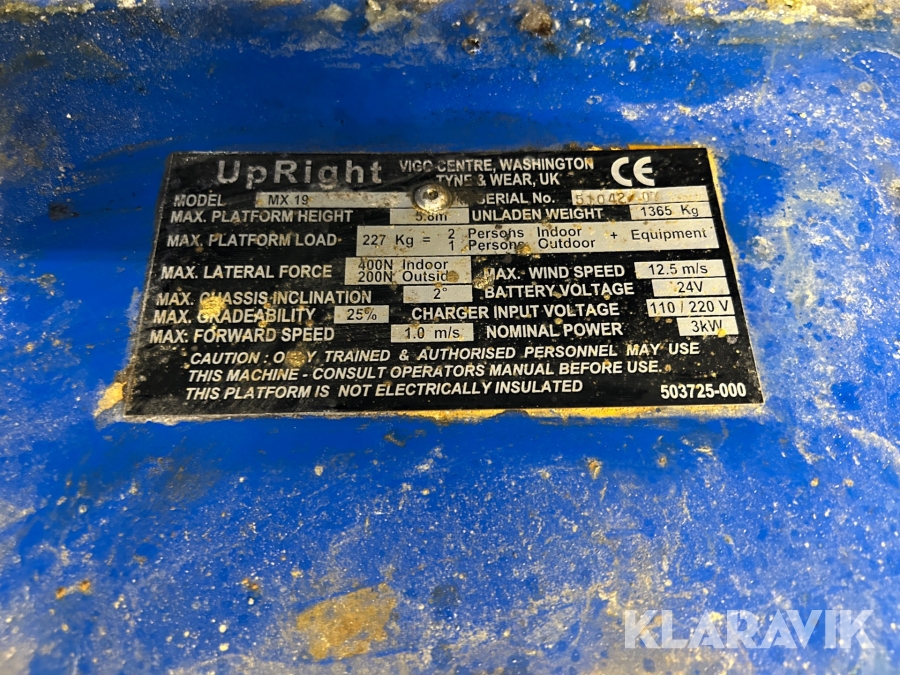 UpRight VIGO CENTRE, WASHINGTON
TYNE & WEAR, UK CE
MODEL MX 19 SERIAL No.
MAX. PLATFORM HEIGHT 5.8m UNLADEN WEIGHT 1365 Kg
MAX. PLATFORM LOAD 227 Kg = 2 Persons Indoor + Equipment
1 Persons Outdoor
MAX. LATERAL FORCE 400N Indoor MAX. WIND SPEED 12.5 m/s
200N Outside
MAX. CHASSIS INCLINATION 2° BATTERY VOLTAGE 24V
MAX. GRADEABILITY 25% CHARGER INPUT VOLTAGE 110 / 220 V
MAX. FORWARD SPEED 1.0 m/s NOMINAL POWER 3kW
CAUTION : ONLY TRAINED & AUTHORISED PERSONNEL MAY USE
THIS MACHINE - CONSULT OPERATORS MANUAL BEFORE USE.
THIS PLATFORM IS NOT ELECTRICALLY INSULATED 503725-000
KLARAVIK